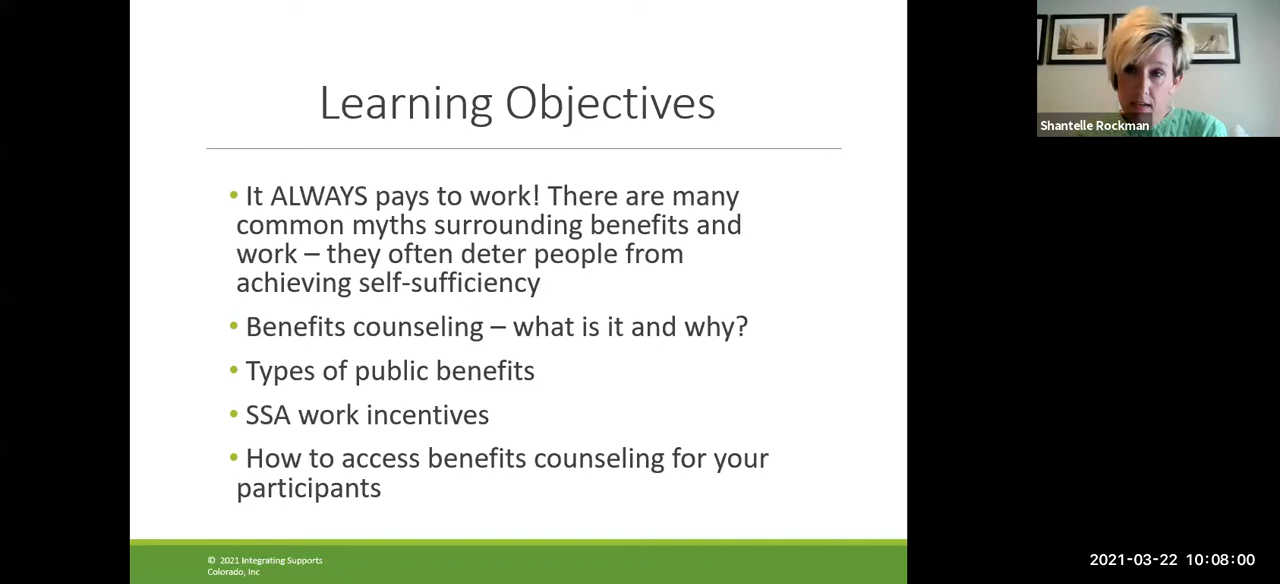 Learning Objectives
• It ALWAYS pays to work! There are many
common myths surrounding benefits and
work – they often deter people from
achieving self-sufficiency
• Benefits counseling – what is it and why?
• Types of public benefits
• SSA work incentives
• How to access benefits counseling for your
participants
© 2021 Integrating Supports
Colorado, Inc
Shantelle Rockman
2021-03-22 10:08:00